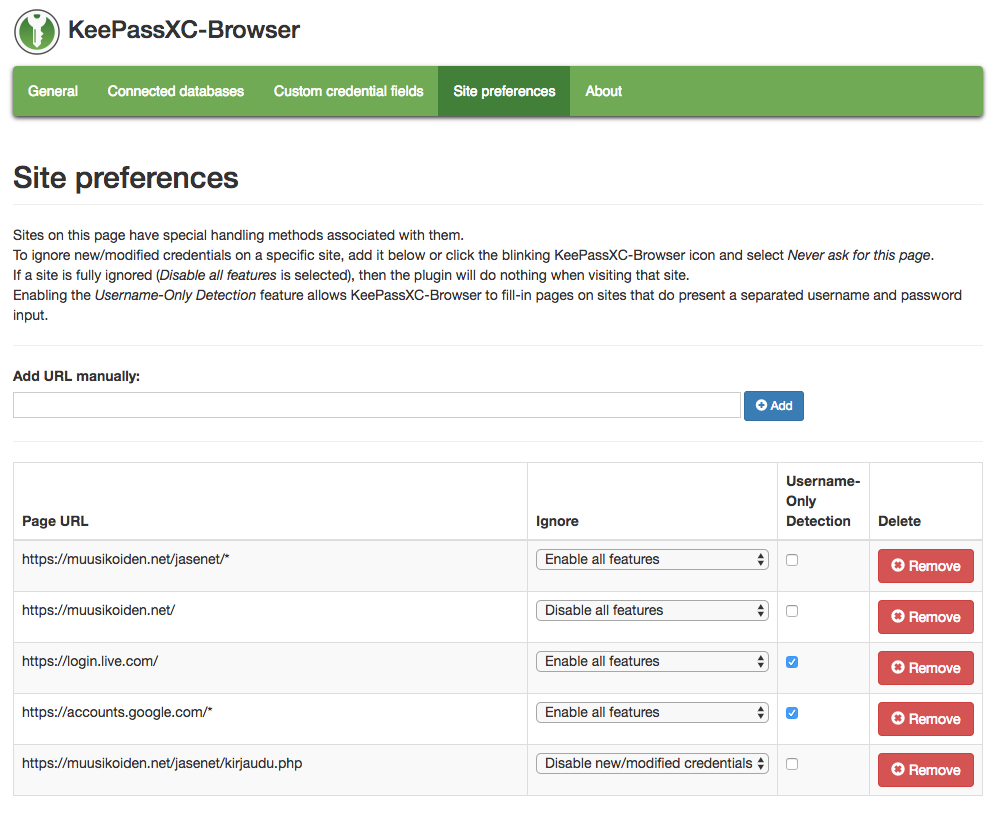 KeePassXC-Browser
General
Connected databases
Custom credential fields
Site preferences
About
Site preferences
Sites on this page have special handling methods associated with them.
To ignore new/modified credentials on a specific site, add it below or click the blinking KeePassXC-Browser icon and select Never ask for this page.
If a site is fully ignored (Disable all features is selected), then the plugin will do nothing when visiting that site.
Enabling the Username-Only Detection feature allows KeePassXC-Browser to fill-in pages on sites that do present a separated username and password
input.
Add URL manually:
Add
Page URL
Ignore
Username-
Only
Detection
Delete
https://muusikoiden.net/jasenet/*
Enable all features
Remove
https://muusikoiden.net/
Disable all features
Remove
https://login.live.com/
Enable all features
Remove
https://accounts.google.com/*
Enable all features
Remove
https://muusikoiden.net/jasenet/kirjaudu.php
Disable new/modified credentials
Remove